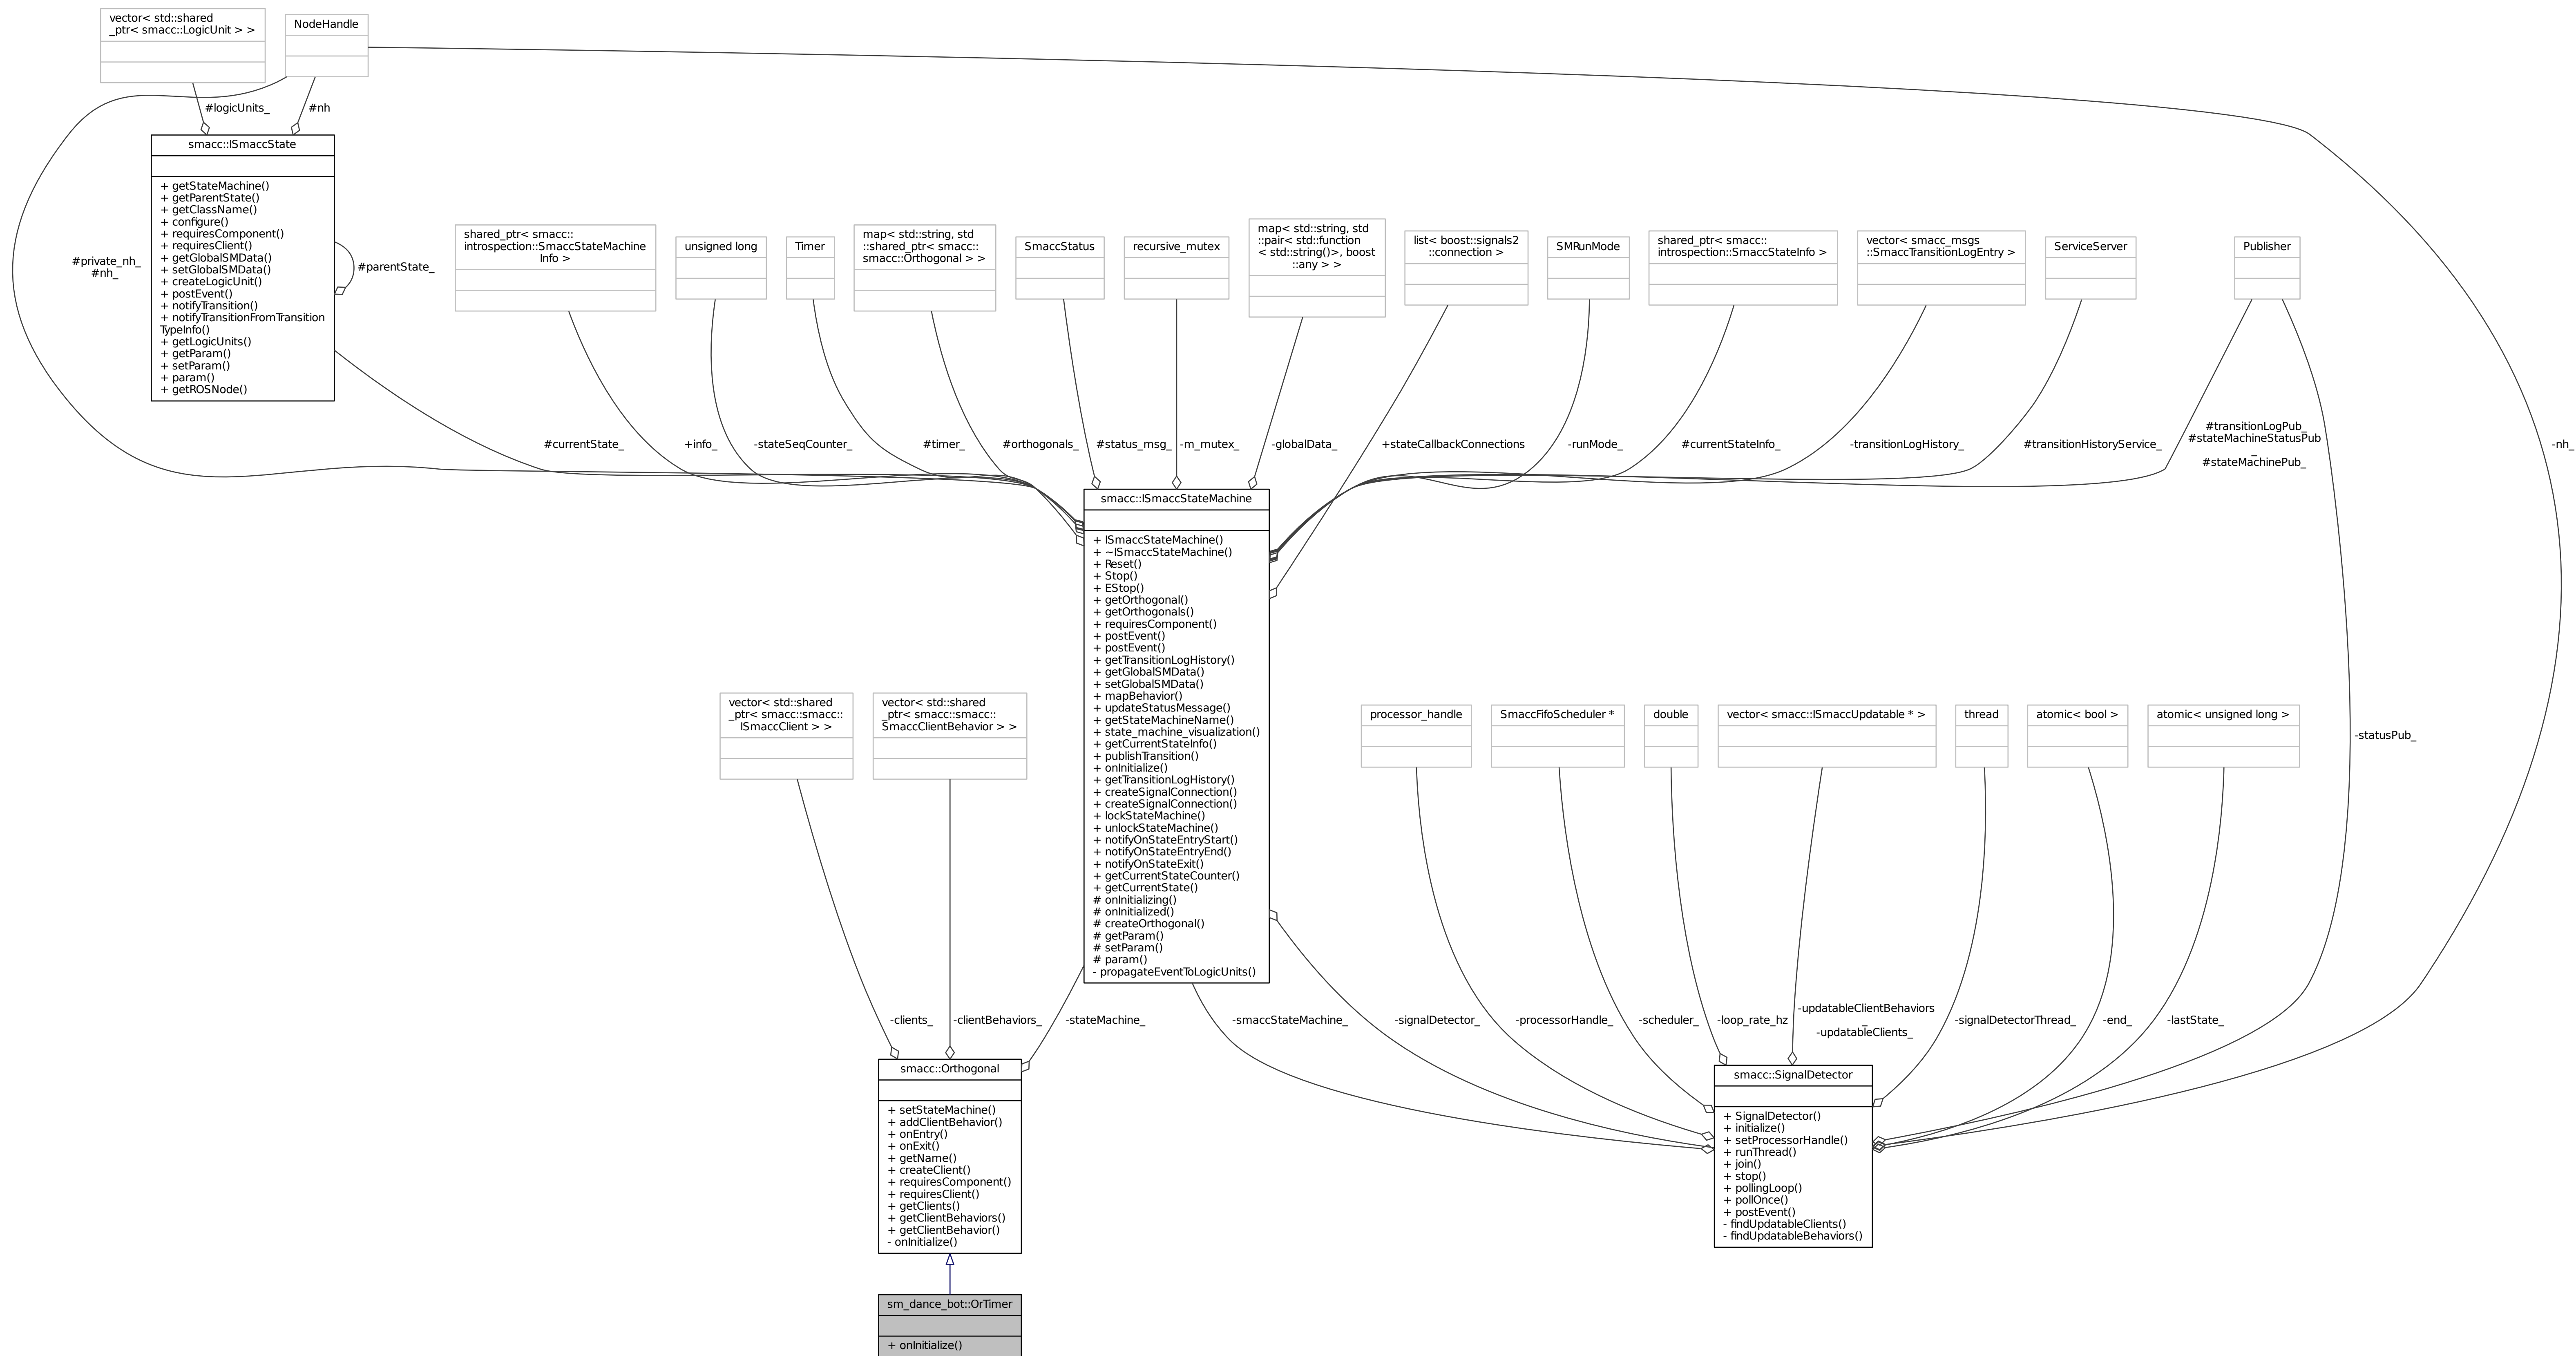 vector< std::shared
_ptr< smacc::LogicUnit > >
NodeHandle
#logicUnits_
#nh
smacc::ISmaccState
+ getStateMachine()
+ getParentState()
+ getClassName()
+ configure()
+ requiresComponent()
+ requiresClient()
+ getGlobalSMData()
+ setGlobalSMData()
+ createLogicUnit()
+ postEvent()
+ notifyTransition()
+ notifyTransitionFromTransition
TypeInfo()
+ getLogicUnits()
+ getParam()
+ setParam()
+ param()
+ getROSNode()
#private_nh_
#nh_
#parentState_
shared_ptr< smacc::
introspection::SmaccStateMachine
Info >
unsigned long
Timer
map< std::string, std
::shared_ptr< smacc::
smacc::Orthogonal > >
SmaccStatus
recursive_mutex
map< std::string, std
::pair< std::function
< std::string()>, boost
::any > >
list< boost::signals2
::connection >
SMRunMode
shared_ptr< smacc::
introspection::SmaccStateInfo >
vector< smacc_msgs
::SmaccTransitionLogEntry >
ServiceServer
Publisher
#currentState_
+info_
-stateSeqCounter_
#timer_
#orthogonals_
#status_msg_
-m_mutex_
-globalData_
+stateCallbackConnections
-runMode_
#currentStateInfo_
-transitionLogHistory_
#transitionHistoryService_
#transitionLogPub_
#stateMachineStatusPub
_
#stateMachinePub_
-nh_
smacc::ISmaccStateMachine
+ ISmaccStateMachine()
+ ~ISmaccStateMachine()
+ Reset()
+ Stop()
+ EStop()
+ getOrthogonal()
+ getOrthogonals()
+ requiresComponent()
+ postEvent()
+ postEvent()
+ getTransitionLogHistory()
+ getGlobalSMData()
+ setGlobalSMData()
+ mapBehavior()
+ updateStatusMessage()
+ getStateMachineName()
+ state_machine_visualization()
+ getCurrentStateInfo()
+ publishTransition()
+ onInitialize()
+ getTransitionLogHistory()
+ createSignalConnection()
+ createSignalConnection()
+ lockStateMachine()
+ unlockStateMachine()
+ notifyOnStateEntryStart()
+ notifyOnStateEntryEnd()
+ notifyOnStateExit()
+ getCurrentStateCounter()
+ getCurrentState()
# onInitializing()
# onInitialized()
# createOrthogonal()
# getParam()
# setParam()
# param()
- propagateEventToLogicUnits()
vector< std::shared
_ptr< smacc::smacc::
ISmaccClient > >
vector< std::shared
_ptr< smacc::smacc::
SmaccClientBehavior > >
processor_handle
SmaccFifoScheduler *
double
vector< smacc::ISmaccUpdatable * >
thread
atomic< bool >
atomic< unsigned long >
-statusPub_
-clients_
-clientBehaviors_
-stateMachine_
-smaccStateMachine_
-signalDetector_
-processorHandle_
-scheduler_
-loop_rate_hz
-updatableClientBehaviors
_
-updatableClients_
-signalDetectorThread_
-end_
-lastState_
smacc::Orthogonal
+ setStateMachine()
+ addClientBehavior()
+ onEntry()
+ onExit()
+ getName()
+ createClient()
+ requiresComponent()
+ requiresClient()
+ getClients()
+ getClientBehaviors()
+ getClientBehavior()
- onInitialize()
smacc::SignalDetector
+ SignalDetector()
+ initialize()
+ setProcessorHandle()
+ runThread()
+ join()
+ stop()
+ pollingLoop()
+ pollOnce()
+ postEvent()
- findUpdatableClients()
- findUpdatableBehaviors()
sm_dance_bot::OrTimer
+ onInitialize()